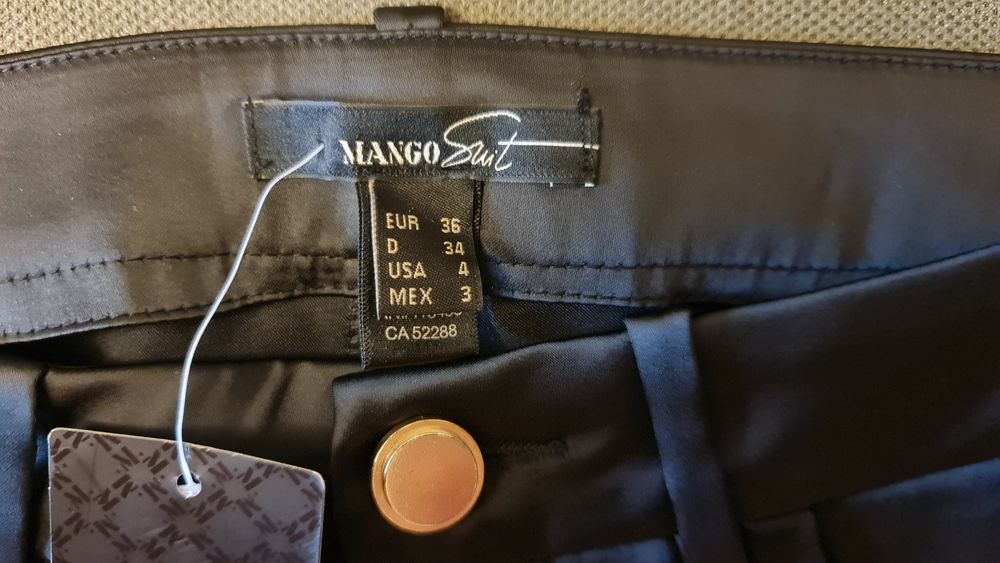 MANGO Suit
EUR 36
D 34
USA 4
MEX 3
CA 52288